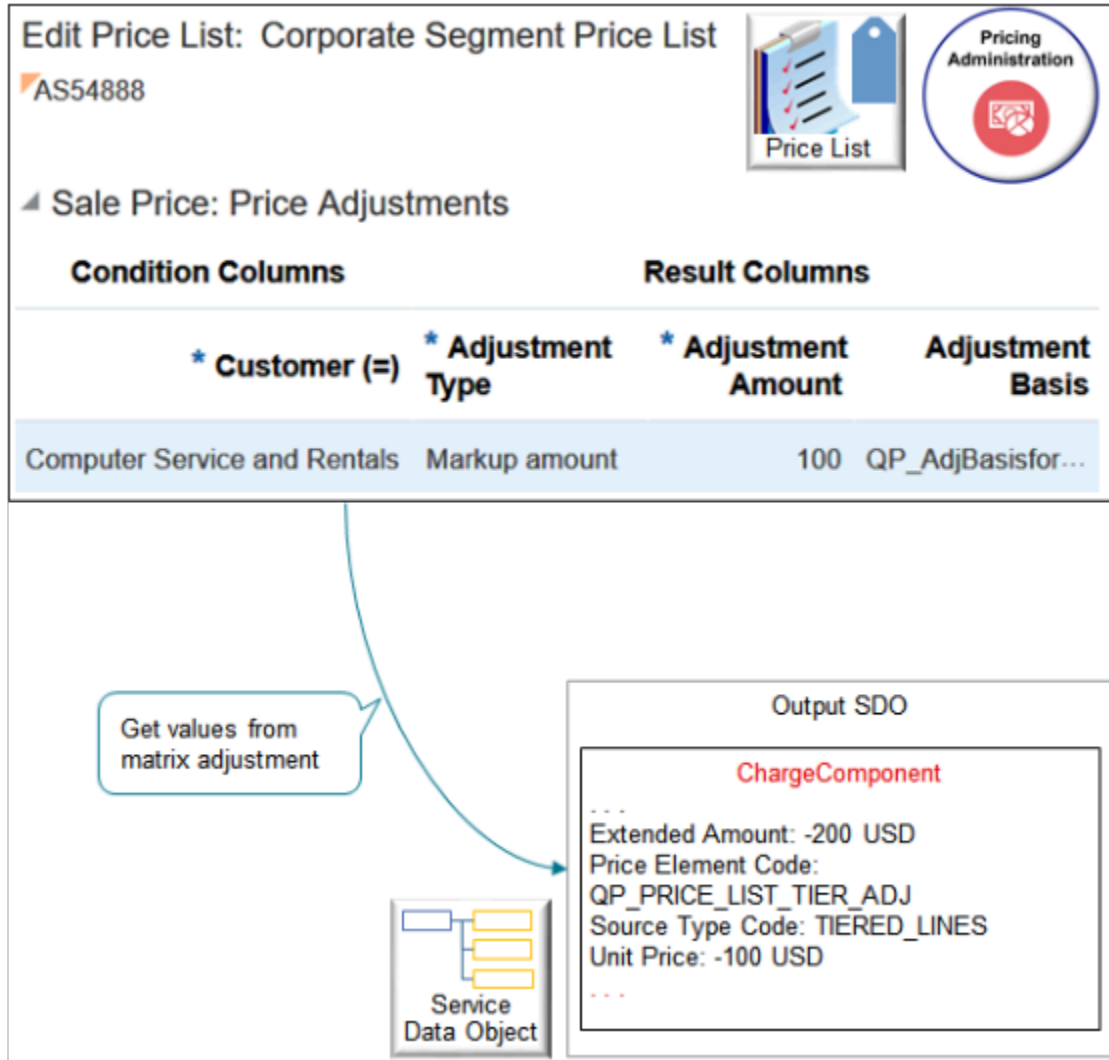 Edit Price List: Corporate Segment Price List
AS54888
Price List
Pricing
Administration
Sale Price: Price Adjustments
Condition Columns Result Columns
* Customer (=) * Adjustment Type * Adjustment Amount Adjustment Basis
Computer Service and Rentals Markup amount 100 QP_AdjBasisfor...
Get values from
matrix adjustment
Output SDO
ChargeComponent
. . .
Extended Amount: -200 USD
Price Element Code:
QP_PRICE_LIST_TIER_ADJ
Source Type Code: TIERED_LINES
Unit Price: -100 USD
. . .
Service
Data Object